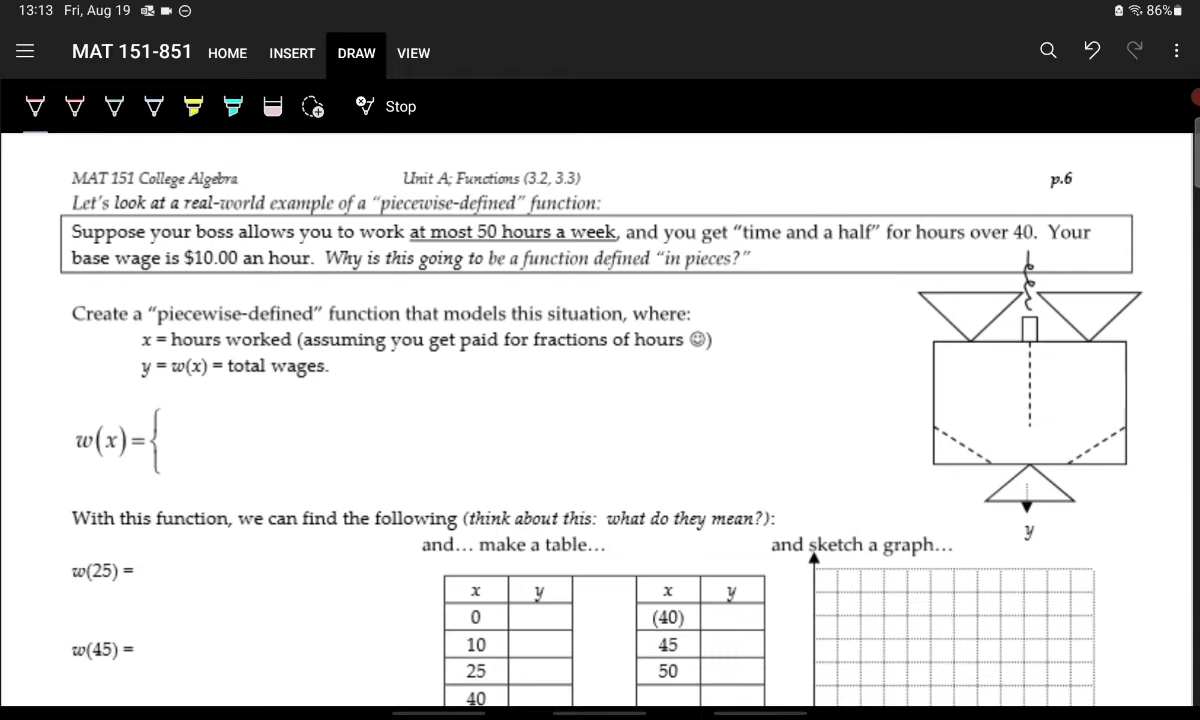 13:13 Fri, Aug 19 86%
MAT 151-851 HOME INSERT DRAW VIEW
Stop
MAT 151 College Algebra Unit A; Functions (3.2, 3.3) p.6
Let's look at a real-world example of a “piecewise-defined” function:
Suppose your boss allows you to work at most 50 hours a week, and you get “time and a half” for hours over 40. Your
base wage is $10.00 an hour. Why is this going to be a function defined “in pieces?”
Create a “piecewise-defined” function that models this situation, where:
x = hours worked (assuming you get paid for fractions of hours ☺)
y = w(x) = total wages.
w(x)={
With this function, we can find the following (think about this: what do they mean?):
y
and… make a table… and sketch a graph…
w(25) =
x y x y
0 (40)
10 45
w(45) =
25 50
40